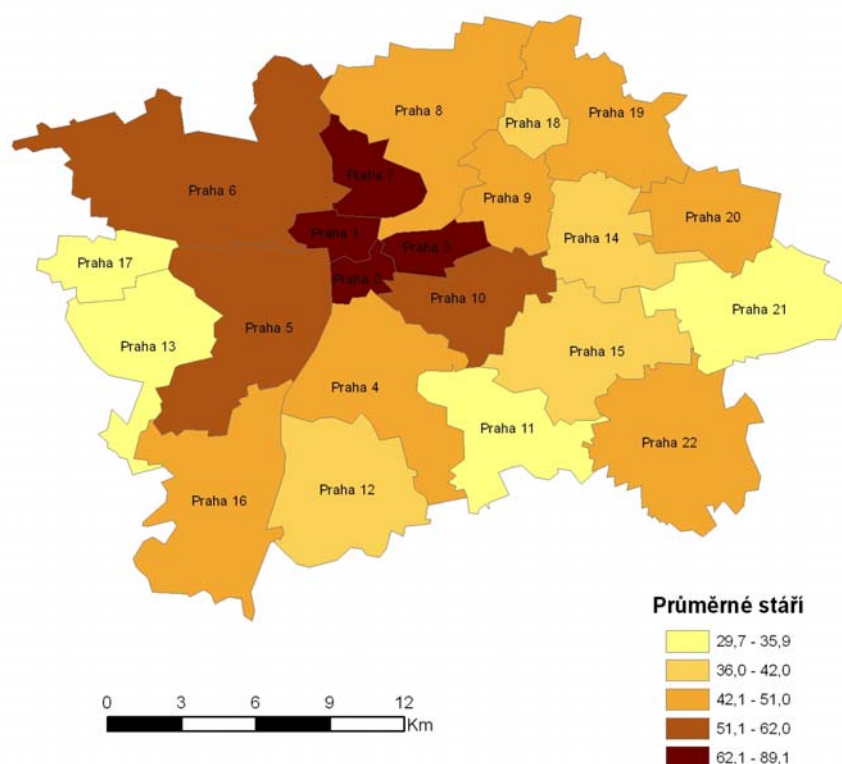 Praha 8
Praha 18
Praha 19
Praha 7
Praha 6
Praha 9
Praha 20
Praha 1
Praha 14
Praha 3
Praha 17
Praha 2
Praha 10
Praha 21
Praha 5
Praha 13
Praha 15
Praha 4
Praha 11
Praha 22
Praha 12
Praha 16
Průměrné stáří
29,7 - 35,9
36,0 - 42,0
42,1 - 51,0
51,1 - 62,0
62,1 - 89,1
0 3 6 9 12
Km